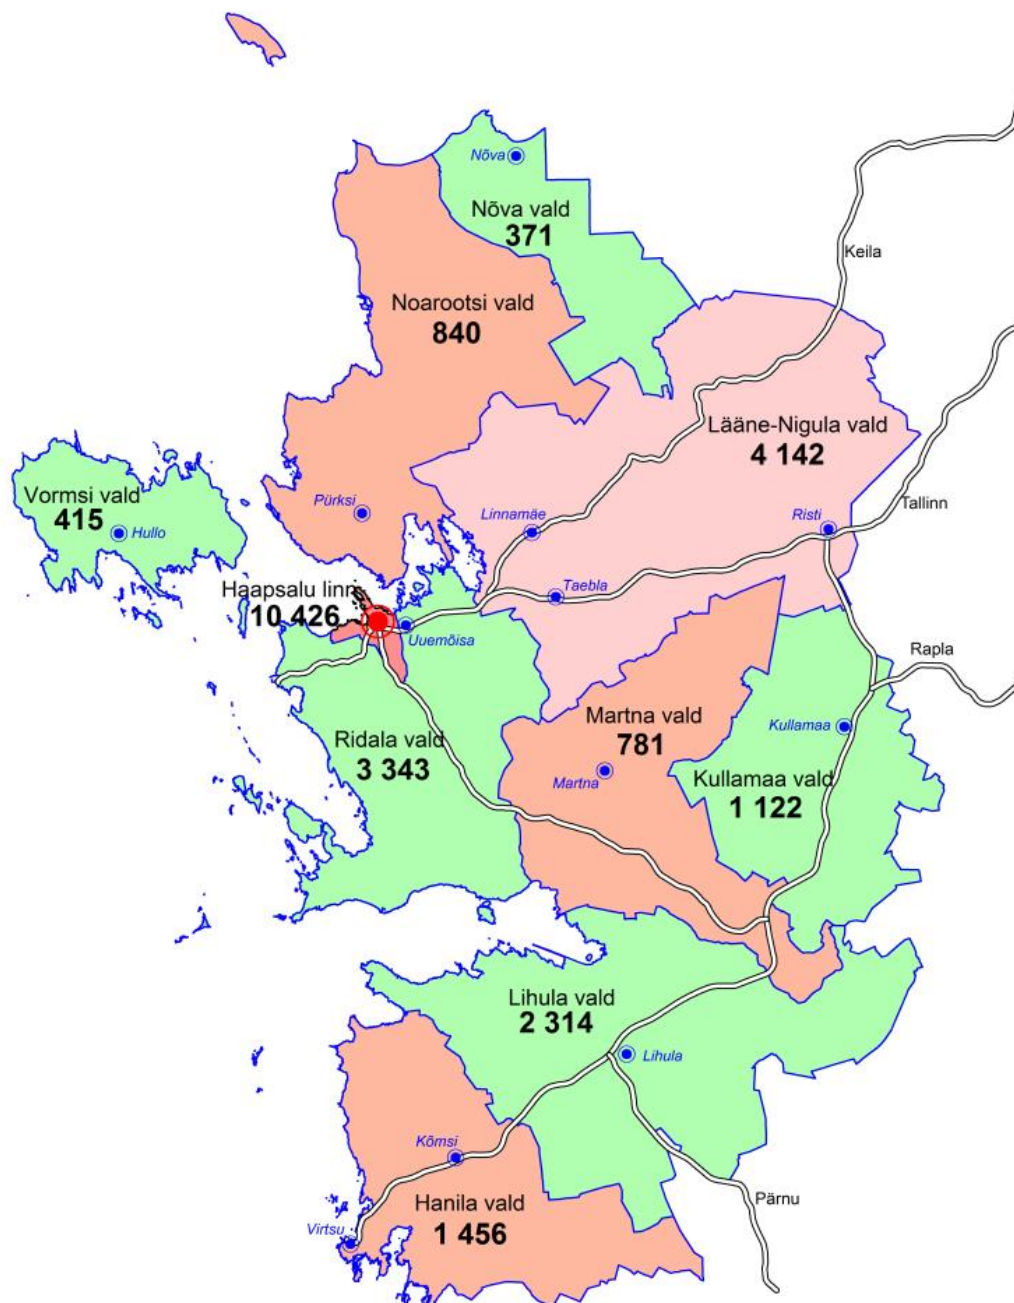 Nõva
Nõva vald
371
Keila
Noarootsi vald
840
Lääne-Nigula vald
4 142
Vormsi vald
415
Hullo
Pürksi
Linnamäe
Risti
Tallinn
Haapsalu linn
10 426
Taebla
Uuemõisa
Rapla
Martna vald
781
Kullamaa
Ridala vald
3 343
Martna
Kullamaa vald
1 122
Lihula vald
2 314
Lihula
Kõmsi
Hanila vald
1 456
Pärnu
Virtsu